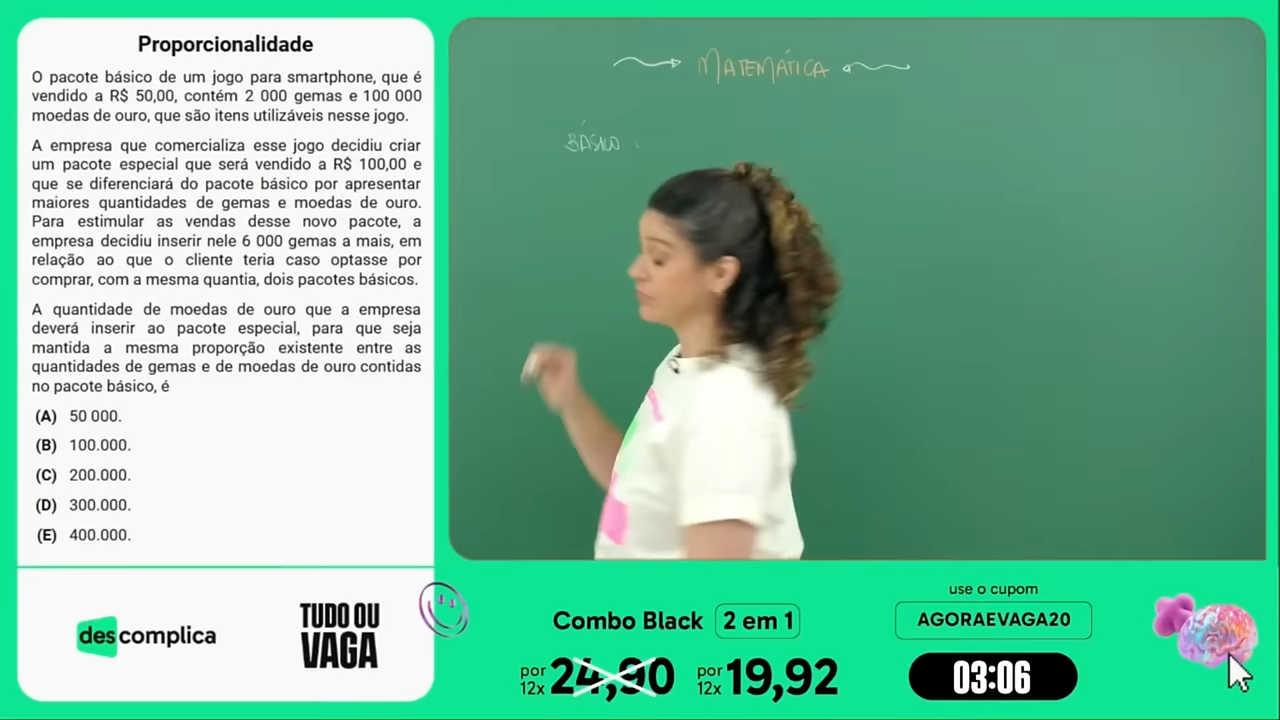 Proporcionalidade
O pacote básico de um jogo para smartphone, que é
vendido a R$ 50,00, contém 2 000 gemas e 100 000
moedas de ouro, que são itens utilizáveis nesse jogo.
A empresa que comercializa esse jogo decidiu criar
um pacote especial que será vendido a R$ 100,00 e
que se diferenciará do pacote básico por apresentar
maiores quantidades de gemas e moedas de ouro.
Para estimular as vendas desse novo pacote, a
empresa decidiu inserir nele 6 000 gemas a mais, em
relação ao que o cliente teria caso optasse por
comprar, com a mesma quantia, dois pacotes básicos.
A quantidade de moedas de ouro que a empresa
deverá inserir ao pacote especial, para que seja
mantida a mesma proporção existente entre as
quantidades de gemas e de moedas de ouro contidas
no pacote básico, é
(A) 50 000.
(B) 100.000.
(C) 200.000.
(D) 300.000.
(E) 400.000.
MATEMÁTICA
BÁSICO :
descomplica
TUDO OU
VAGA
Combo Black 2 em 1
por
12x 24,90
por
12x 19,92
use o cupom
AGORAEVAGA20
03:06